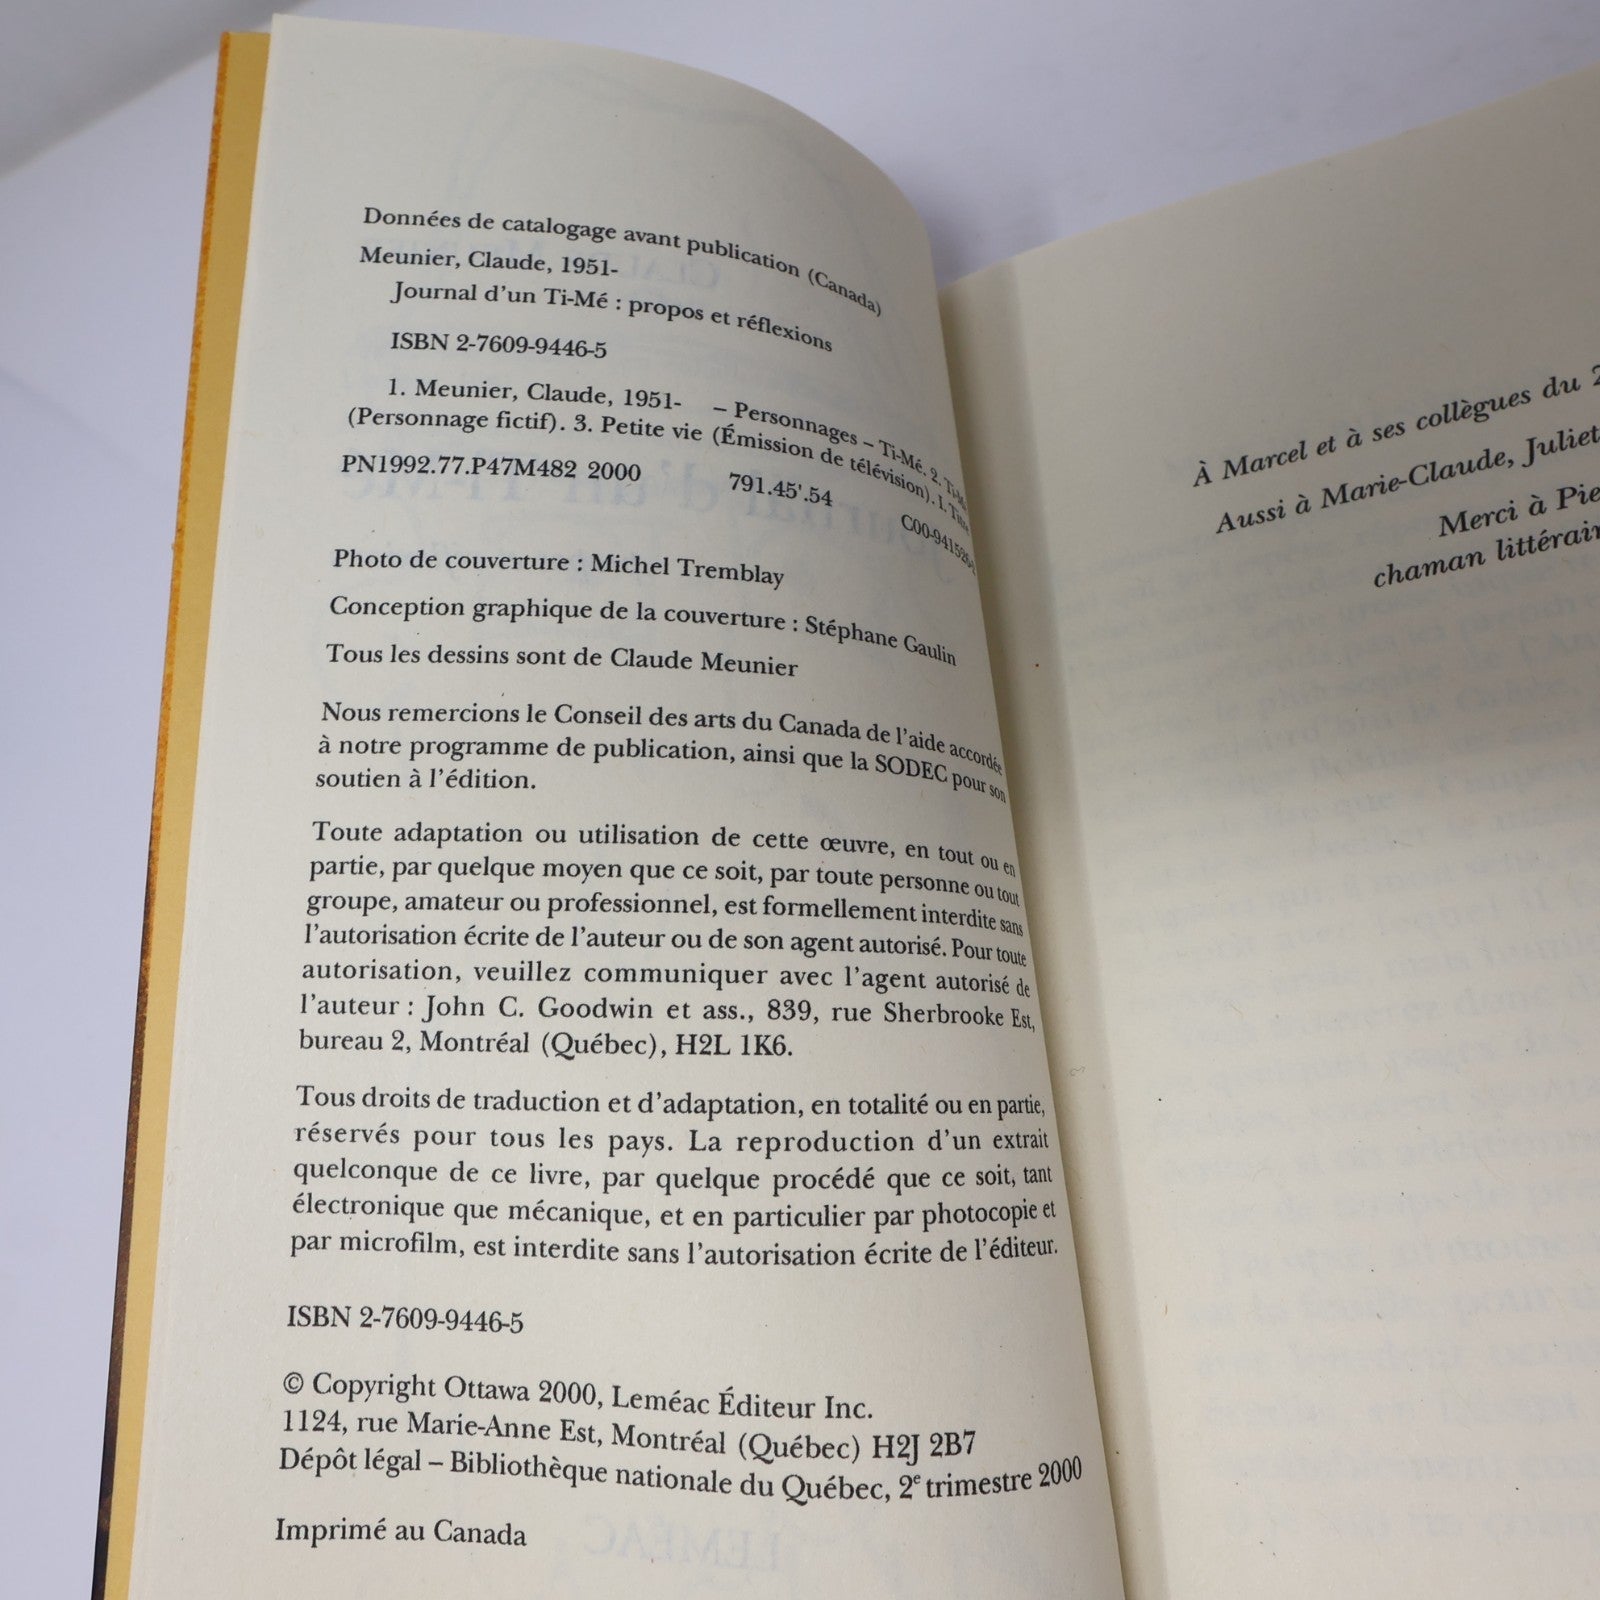 Données de catalogage avant publication (Canada)
Meunier, Claude, 1951-
Journal d'un Ti-Mé : propos et réflexions
ISBN 2-7609-9446-5
1. Meunier, Claude, 1951- – Personnages – Ti-Mé. 2. Ti-Mé
(Personnage fictif). 3. Petite vie (Émission de télévision). I. Titre
PN1992.77.P47M482 2000 791.45'.54
Photo de couverture : Michel Tremblay
Conception graphique de la couverture : Stéphane Gaulin
Tous les dessins sont de Claude Meunier
Nous remercions le Conseil des arts du Canada de l'aide accordée
à notre programme de publication, ainsi que la SODEC pour son
soutien à l'édition.
Toute adaptation ou utilisation de cette œuvre, en tout ou en
partie, par quelque moyen que ce soit, par toute personne ou tout
groupe, amateur ou professionnel, est formellement interdite sans
l'autorisation écrite de l'auteur ou de son agent autorisé. Pour toute
autorisation, veuillez communiquer avec l'agent autorisé de
l'auteur : John C. Goodwin et ass., 839, rue Sherbrooke Est,
bureau 2, Montréal (Québec), H2L 1K6.
Tous droits de traduction et d'adaptation, en totalité ou en partie,
réservés pour tous les pays. La reproduction d'un extrait
quelconque de ce livre, par quelque procédé que ce soit, tant
électronique que mécanique, et en particulier par photocopie et
par microfilm, est interdite sans l'autorisation écrite de l'éditeur.
ISBN 2-7609-9446-5
© Copyright Ottawa 2000, Leméac Éditeur Inc.
1124, rue Marie-Anne Est, Montréal (Québec) H2J 2B7
Dépôt légal – Bibliothèque nationale du Québec, 2e trimestre 2000
Imprimé au Canada
À Marcel et à ses collègues du
Aussi à Marie-Claude, Juliet
Merci à Pie
chaman littérair